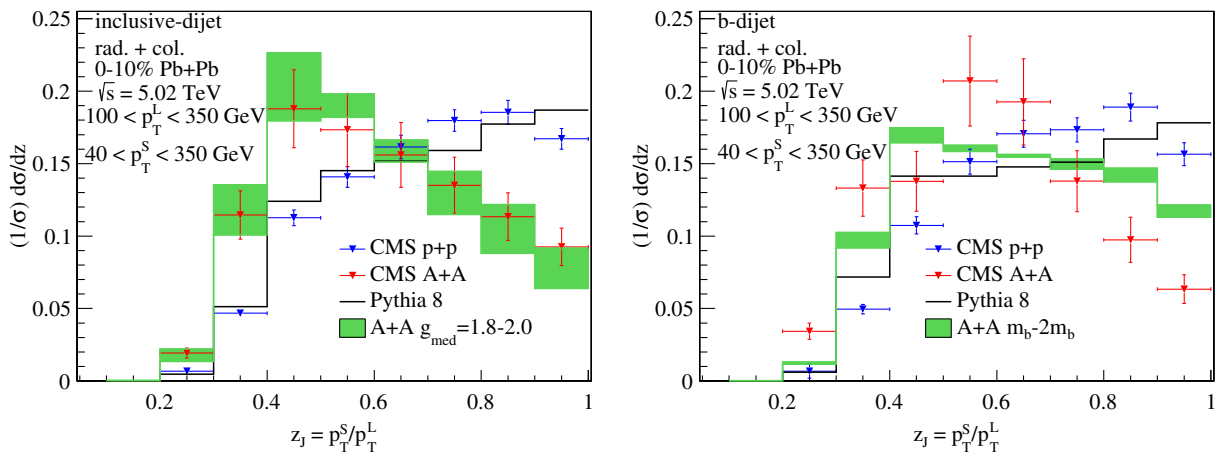 0.25
0.2
0.15
0.1
0.05
0
(1/σ) dσ/dz
inclusive-dijet
rad. + col.
0-10% Pb+Pb
√s = 5.02 TeV
100 < p_T^L < 350 GeV
40 < p_T^S < 350 GeV
CMS p+p
CMS A+A
Pythia 8
A+A g_med=1.8-2.0
0.2 0.4 0.6 0.8 1
z_J = p_T^S/p_T^L
0.25
0.2
0.15
0.1
0.05
0
(1/σ) dσ/dz
b-dijet
rad. + col.
0-10% Pb+Pb
√s = 5.02 TeV
100 < p_T^L < 350 GeV
40 < p_T^S < 350 GeV
CMS p+p
CMS A+A
Pythia 8
A+A m_b-2m_b
0.2 0.4 0.6 0.8 1
z_J = p_T^S/p_T^L